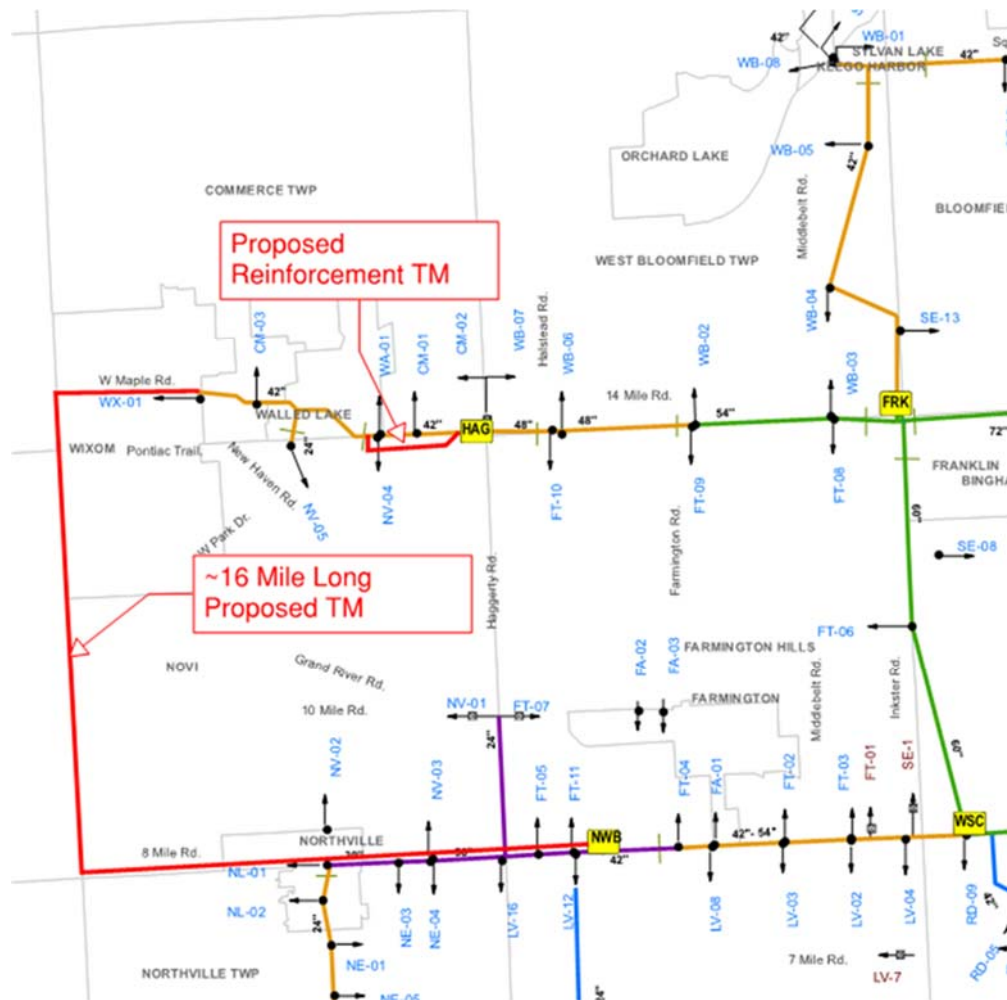 42"
WB-01
Sq
SYLVAN LAKE
42"
WB-08
KEEGO HARBOR
WB-05
42"
ORCHARD LAKE
COMMERCE TWP
Middlebelt Rd.
BLOOMFIE
Proposed
Reinforcement TM
WEST BLOOMFIELD TWP
WB-04
SE-13
CM-03
WA-01
CM-01
CM-02
WB-07
Halstead Rd.
WB-06
WB-02
WB-03
W Maple Rd.
WX-01
42"
14 Mile Rd.
FRK
WALLED LAKE
42"
HAG
48"
48"
54"
72"
24"
WIXOM
Pontiac Trail
New Haven Rd.
NV-05
NV-04
FT-10
FT-09
FT-08
FRANKLIN
BINGHA
60"
W Park Dr.
SE-08
~16 Mile Long
Proposed TM
Haggerty Rd.
Farmington Rd.
FT-06
NOVI
Grand River Rd.
FA-02
FA-03
FARMINGTON HILLS
Middlebelt Rd.
Inkster Rd.
FARMINGTON
10 Mile Rd.
NV-01
FT-07
24"
60"
NV-02
NV-03
FT-05
FT-11
FT-04
FA-01
FT-02
FT-03
FT-01
SE-1
WSC
NORTHVILLE
NWB
42"- 54"
8 Mile Rd.
42"
NL-01
NL-02
24"
NE-03
NE-04
LV-16
LV-12
LV-08
LV-03
LV-02
LV-04
RD-09
NE-01
7 Mile Rd.
LV-7
RD-05
NORTHVILLE TWP
NE-05